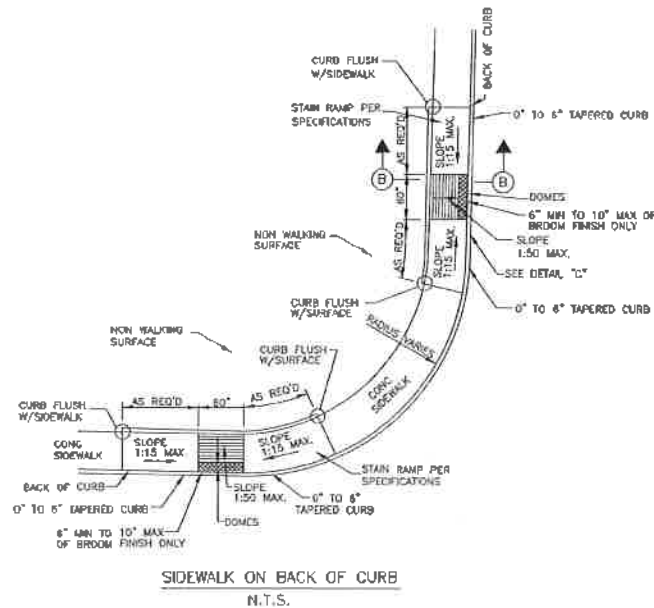 CURB FLUSH
W/SIDEWALK
BACK OF CURB
STAIN RAMP PER
SPECIFICATIONS
AS REQ'D
SLOPE
1:15 MAX.
0" TO 6" TAPERED CURB
B
B
60"
DOMES
6" MIN TO 10" MAX OF
BROOM FINISH ONLY
SLOPE
1:50 MAX.
NON WALKING
SURFACE
AS REQ'D
SLOPE
1:15 MAX.
SEE DETAIL "C"
CURB FLUSH
W/SURFACE
0" TO 6" TAPERED CURB
RADIUS VARIES
NON WALKING
SURFACE
CURB FLUSH
W/SURFACE
CONC
SIDEWALK
AS REQ'D
60"
AS REQ'D
CURB FLUSH
W/SIDEWALK
CONC
SIDEWALK
SLOPE
1:15 MAX.
SLOPE
1:15 MAX.
STAIN RAMP PER
SPECIFICATIONS
BACK OF CURB
SLOPE
1:50 MAX.
0" TO 6"
TAPERED CURB
0" TO 6" TAPERED CURB
DOMES
6" MIN TO 10" MAX
OF BROOM FINISH ONLY
SIDEWALK ON BACK OF CURB
N.T.S.